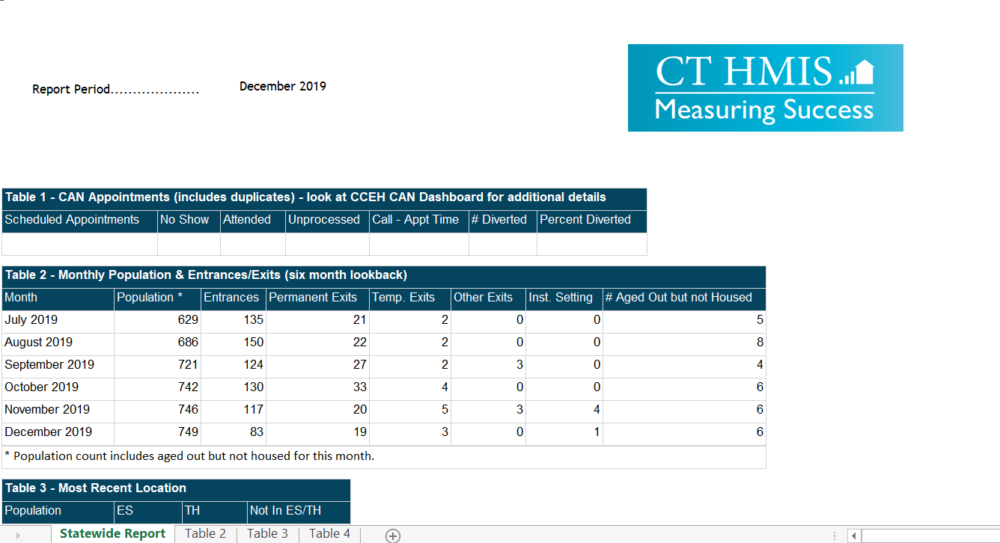 CT HMIS
Measuring Success
Report Period.................... December 2019
Table 1 - CAN Appointments (includes duplicates) - look at CCEH CAN Dashboard for additional details
Scheduled Appointments No Show Attended Unprocessed Call - Appt Time # Diverted Percent Diverted
Table 2 - Monthly Population & Entrances/Exits (six month lookback)
Month Population * Entrances Permanent Exits Temp. Exits Other Exits Inst. Setting # Aged Out but not Housed
July 2019 629 135 21 2 0 0 5
August 2019 686 150 22 2 0 0 8
September 2019 721 124 27 2 3 0 4
October 2019 742 130 33 4 0 0 6
November 2019 746 117 20 5 3 4 6
December 2019 749 83 19 3 0 1 6
* Population count includes aged out but not housed for this month.
Table 3 - Most Recent Location
Population ES TH Not In ES/TH
Statewide Report Table 2 Table 3 Table 4